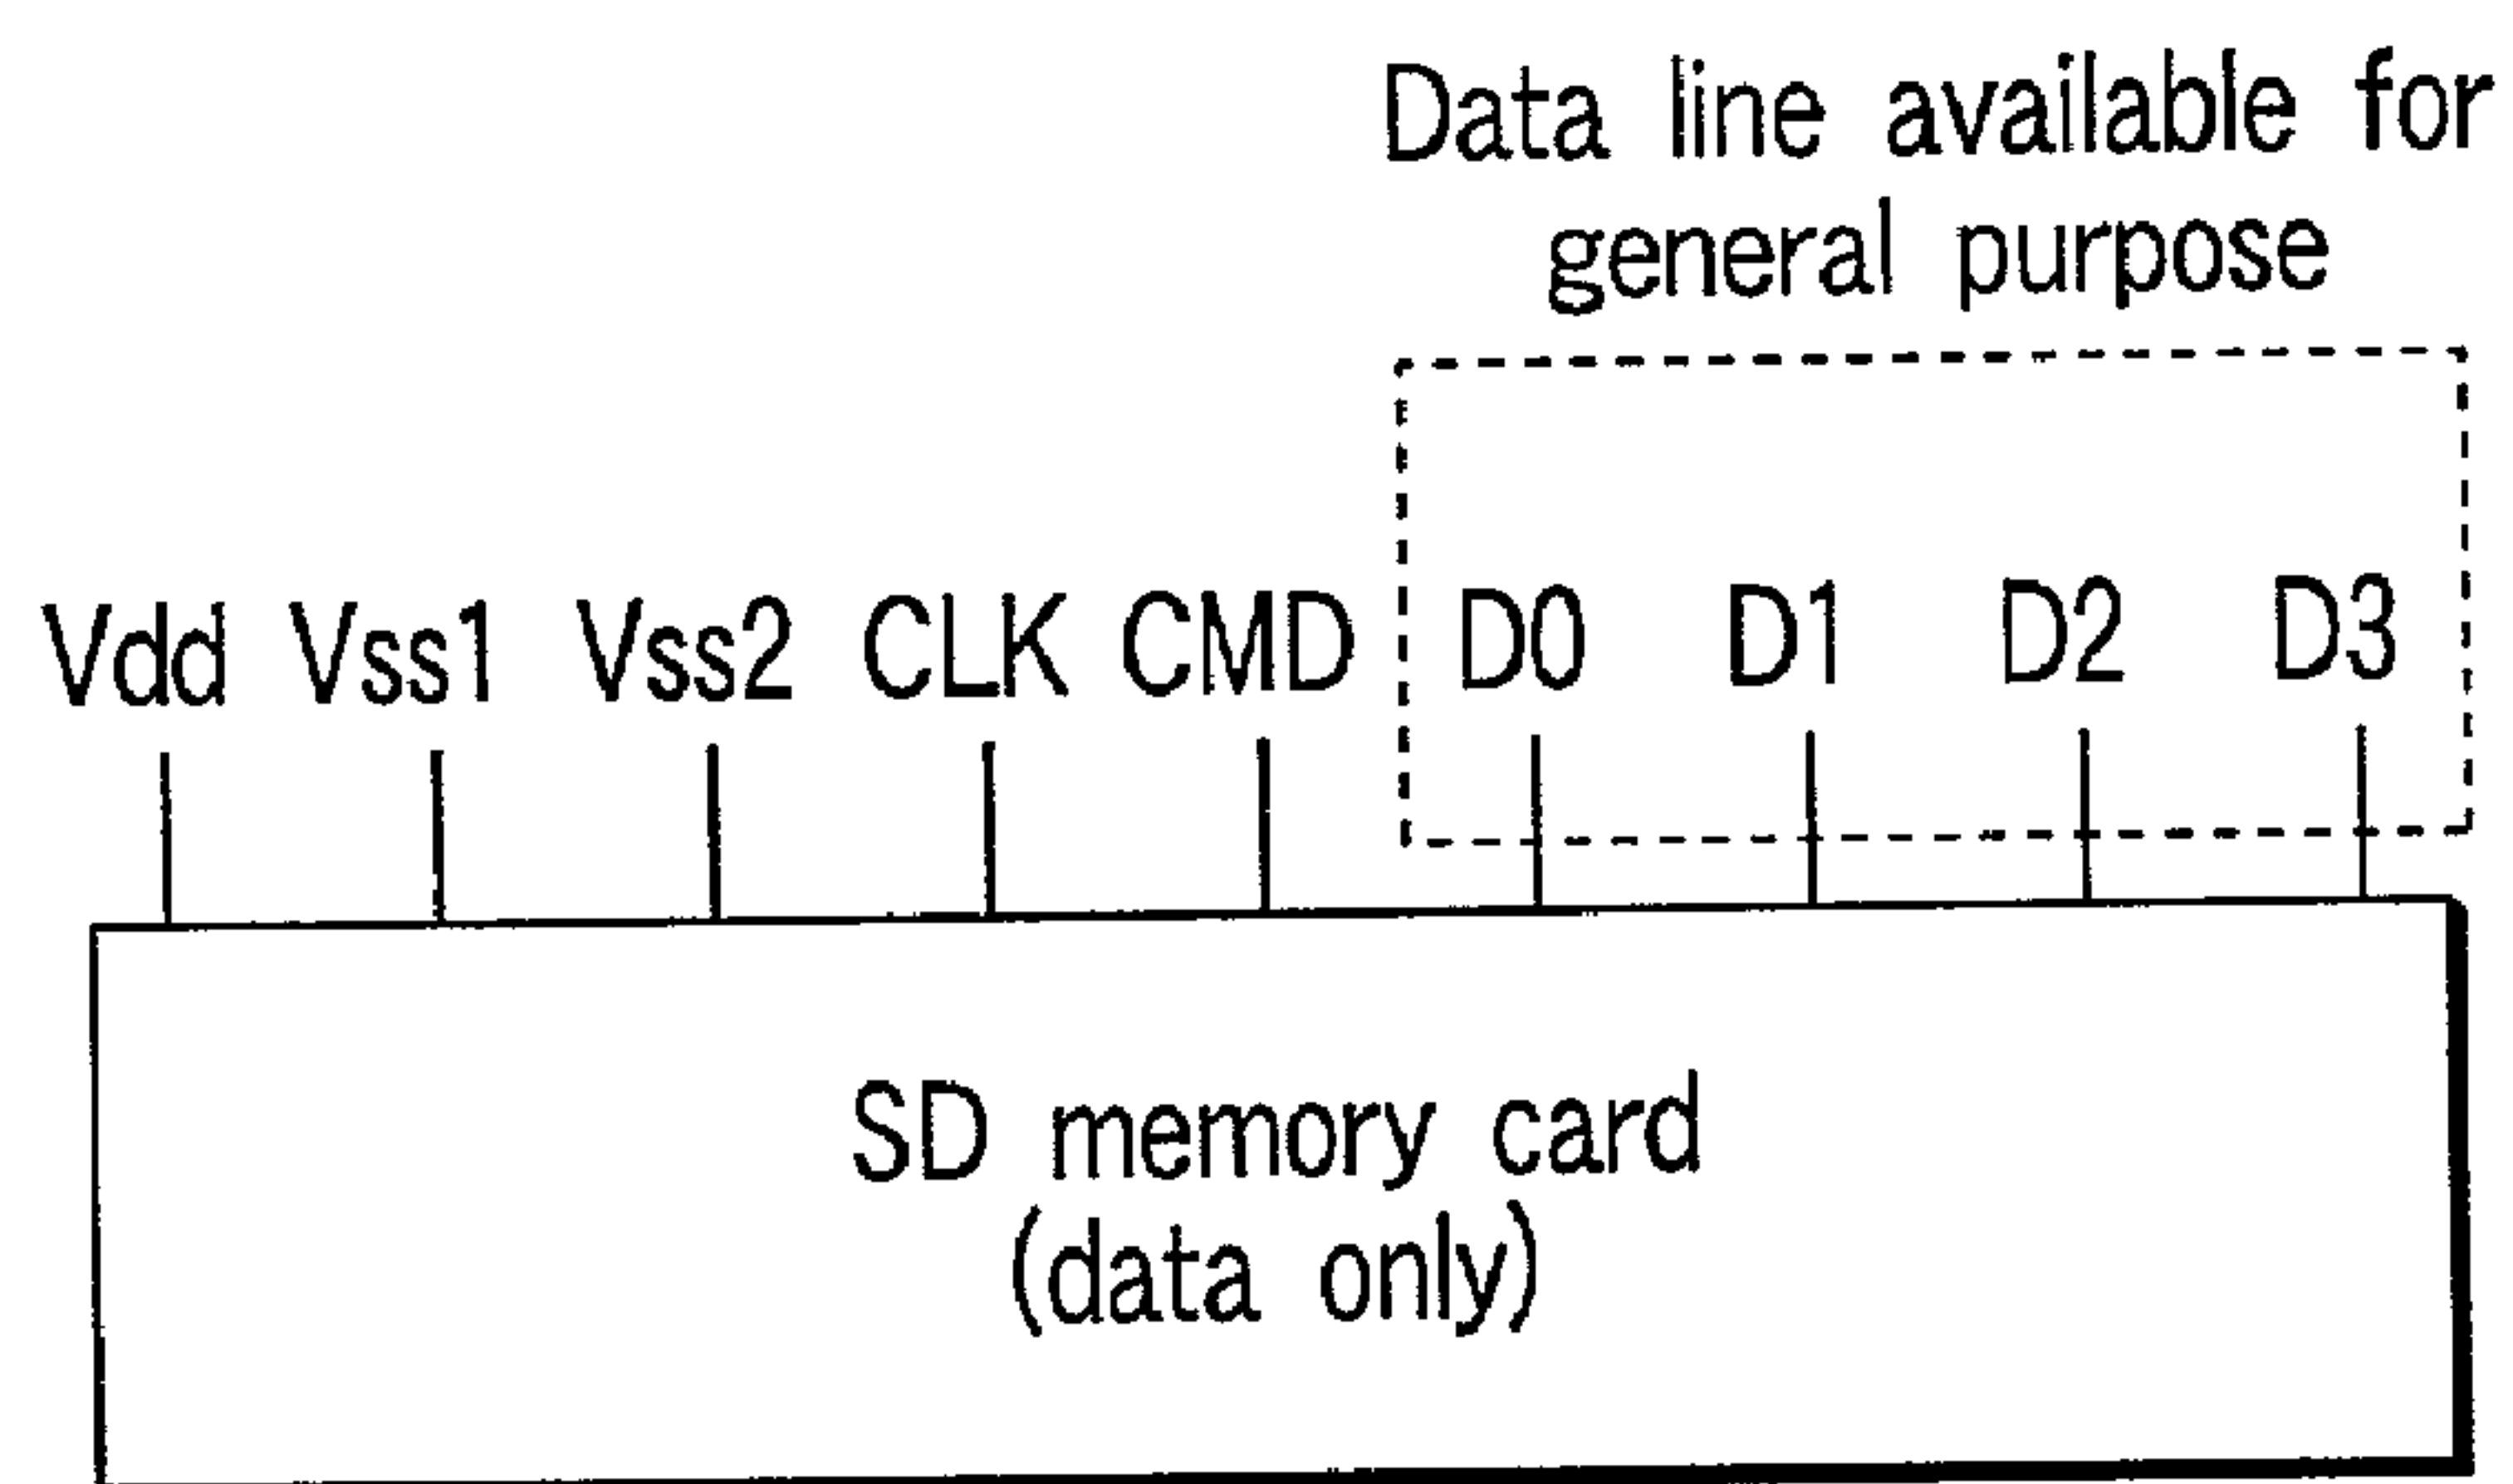 Data line available for
general purpose
Vdd Vss1 Vss2 CLK CMD D0 D1 D2 D3
SD memory card
(data only)